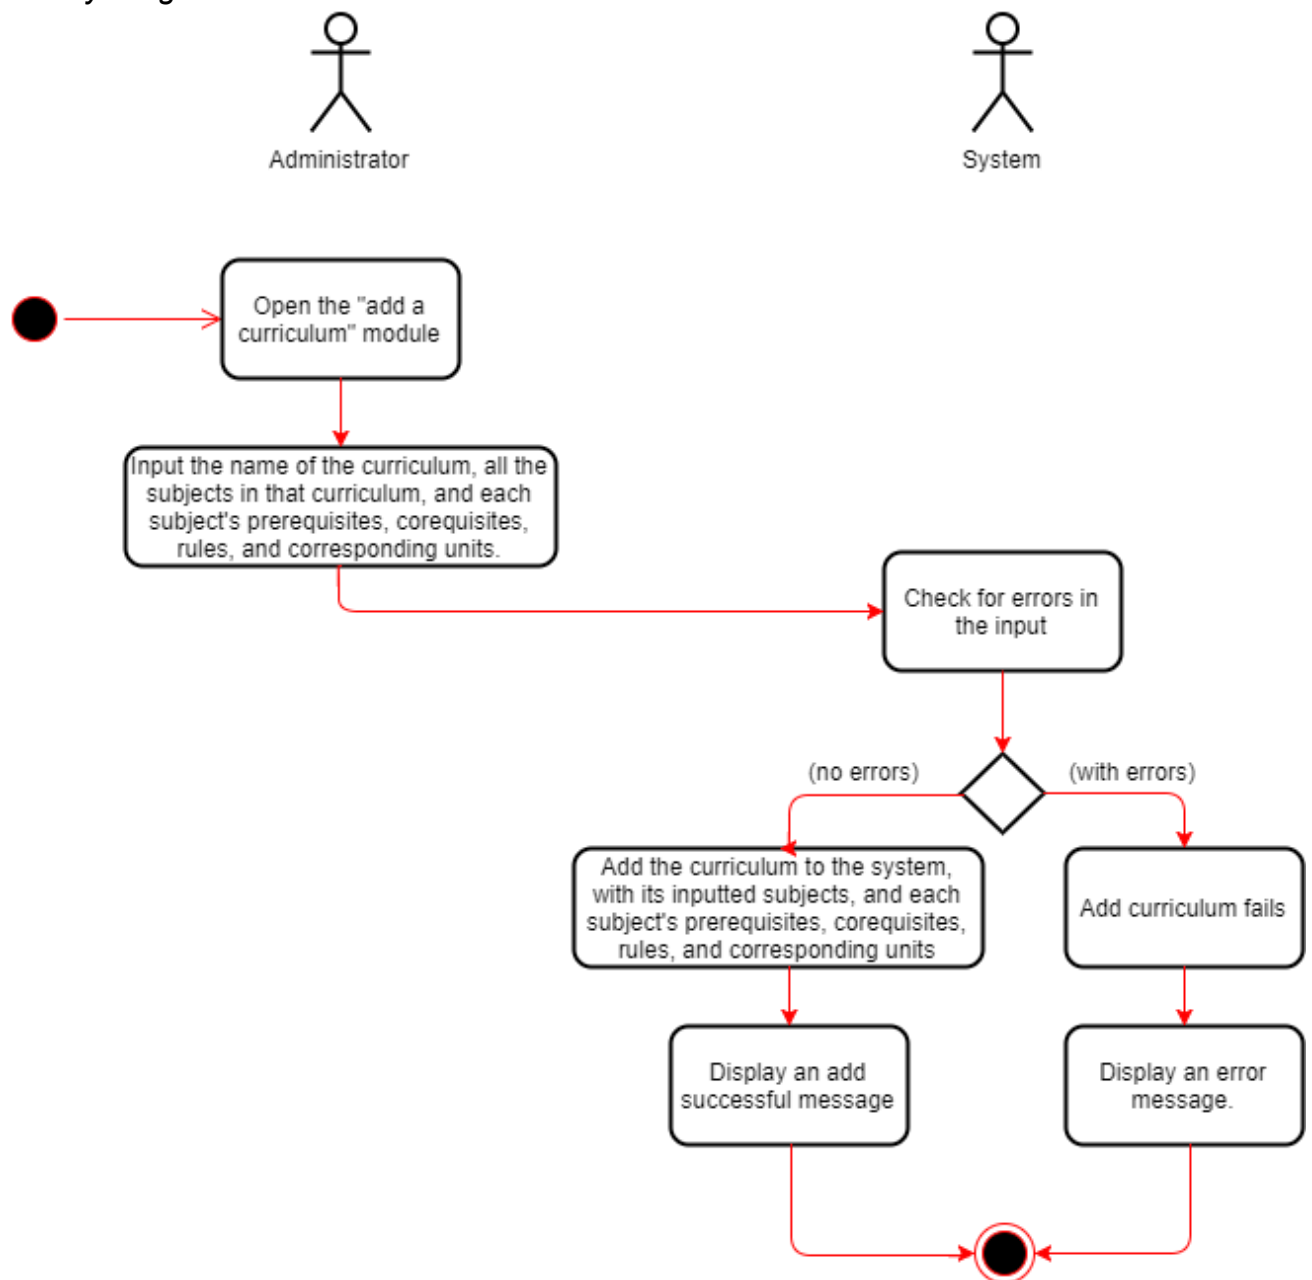 Administrator
System
Open the "add a
curriculum" module
Input the name of the curriculum, all the
subjects in that curriculum, and each
subject's prerequisites, corequisites,
rules, and corresponding units.
Check for errors in
the input
(no errors)
(with errors)
Add the curriculum to the system,
with its inputted subjects, and each
subject's prerequisites, corequisites,
rules, and corresponding units
Add curriculum fails
Display an add
successful message
Display an error
message.